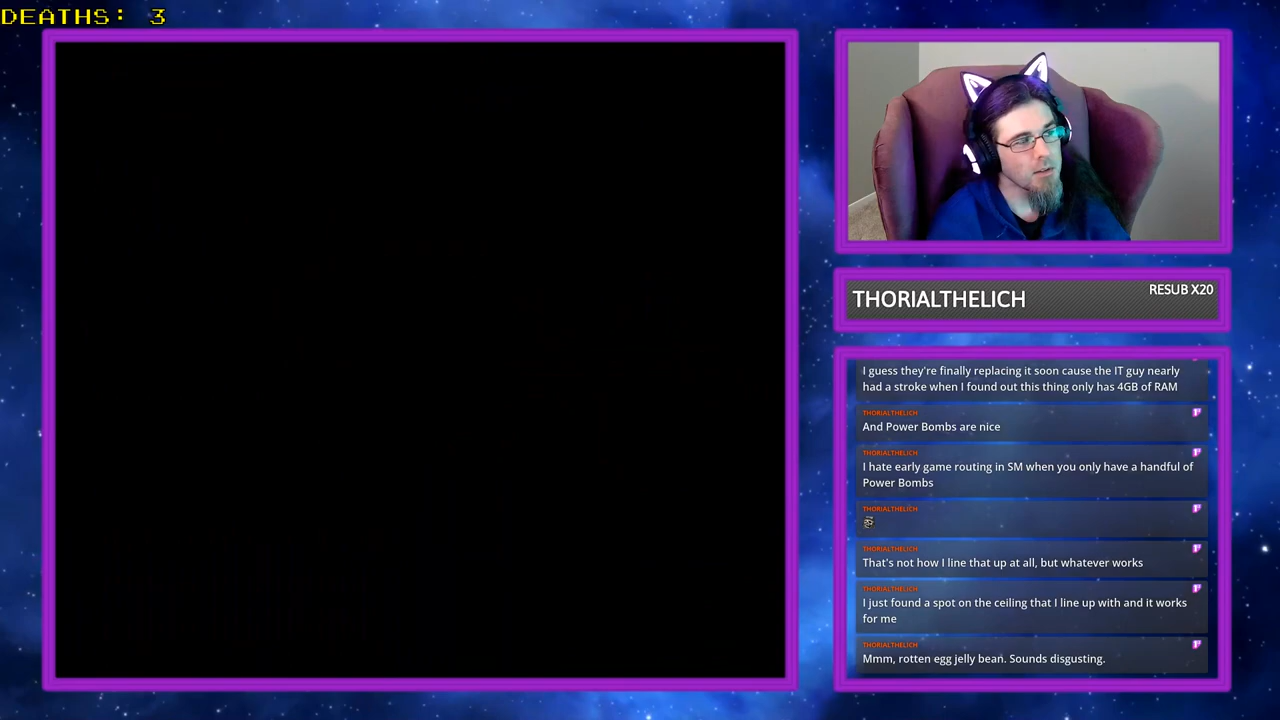 DEATHS: 3
THORIALTHELICH
RESUB X20
I guess they're finally replacing it soon cause the IT guy nearly
had a stroke when I found out this thing only has 4GB of RAM
THORIALTHELICH
And Power Bombs are nice
THORIALTHELICH
I hate early game routing in SM when you only have a handful of
Power Bombs
THORIALTHELICH
THORIALTHELICH
That's not how I line that up at all, but whatever works
THORIALTHELICH
I just found a spot on the ceiling that I line up with and it works
for me
THORIALTHELICH
Mmm, rotten egg jelly bean. Sounds disgusting.